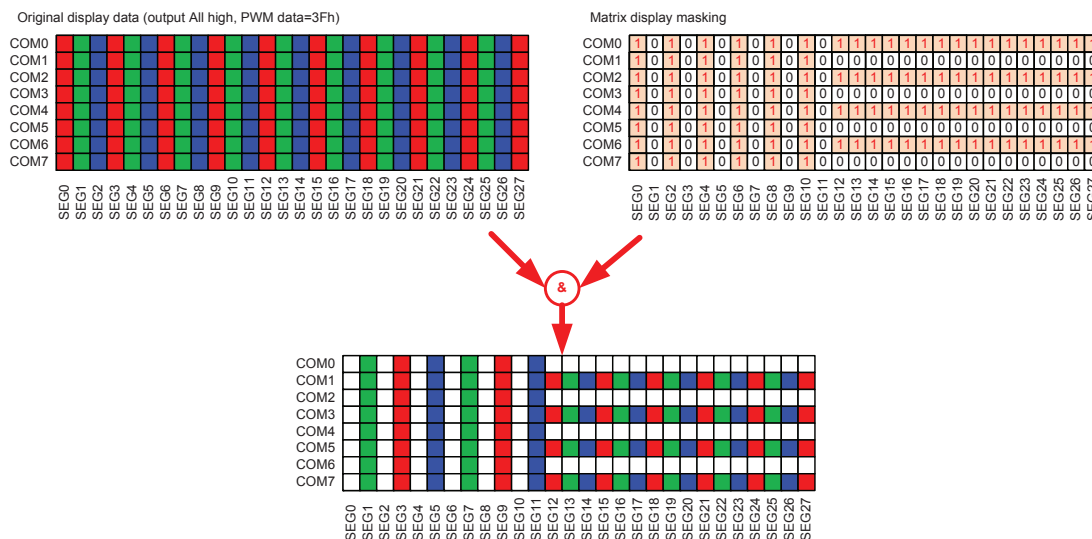 Original display data (output All high, PWM data=3Fh)
COM0
COM1
COM2
COM3
COM4
COM5
COM6
COM7
SEG0
SEG1
SEG2
SEG3
SEG4
SEG5
SEG6
SEG7
SEG8
SEG9
SEG10
SEG11
SEG12
SEG13
SEG14
SEG15
SEG16
SEG17
SEG18
SEG19
SEG20
SEG21
SEG22
SEG23
SEG24
SEG25
SEG26
SEG27
Matrix display masking
COM0 1 0 1 0 1 0 1 0 1 0 1 0 1 1 1 1 1 1 1 1 1 1 1 1 1 1 1 1
COM1 1 0 1 0 1 0 1 0 1 0 1 0 0 0 0 0 0 0 0 0 0 0 0 0 0 0 0 0
COM2 1 0 1 0 1 0 1 0 1 0 1 0 1 1 1 1 1 1 1 1 1 1 1 1 1 1 1 1
COM3 1 0 1 0 1 0 1 0 1 0 1 0 0 0 0 0 0 0 0 0 0 0 0 0 0 0 0 0
COM4 1 0 1 0 1 0 1 0 1 0 1 0 1 1 1 1 1 1 1 1 1 1 1 1 1 1 1 1
COM5 1 0 1 0 1 0 1 0 1 0 1 0 0 0 0 0 0 0 0 0 0 0 0 0 0 0 0 0
COM6 1 0 1 0 1 0 1 0 1 0 1 0 1 1 1 1 1 1 1 1 1 1 1 1 1 1 1 1
COM7 1 0 1 0 1 0 1 0 1 0 1 0 0 0 0 0 0 0 0 0 0 0 0 0 0 0 0 0
SEG0
SEG1
SEG2
SEG3
SEG4
SEG5
SEG6
SEG7
SEG8
SEG9
SEG10
SEG11
SEG12
SEG13
SEG14
SEG15
SEG16
SEG17
SEG18
SEG19
SEG20
SEG21
SEG22
SEG23
SEG24
SEG25
SEG26
SEG27
&
COM0
COM1
COM2
COM3
COM4
COM5
COM6
COM7
SEG0
SEG1
SEG2
SEG3
SEG4
SEG5
SEG6
SEG7
SEG8
SEG9
SEG10
SEG11
SEG12
SEG13
SEG14
SEG15
SEG16
SEG17
SEG18
SEG19
SEG20
SEG21
SEG22
SEG23
SEG24
SEG25
SEG26
SEG27